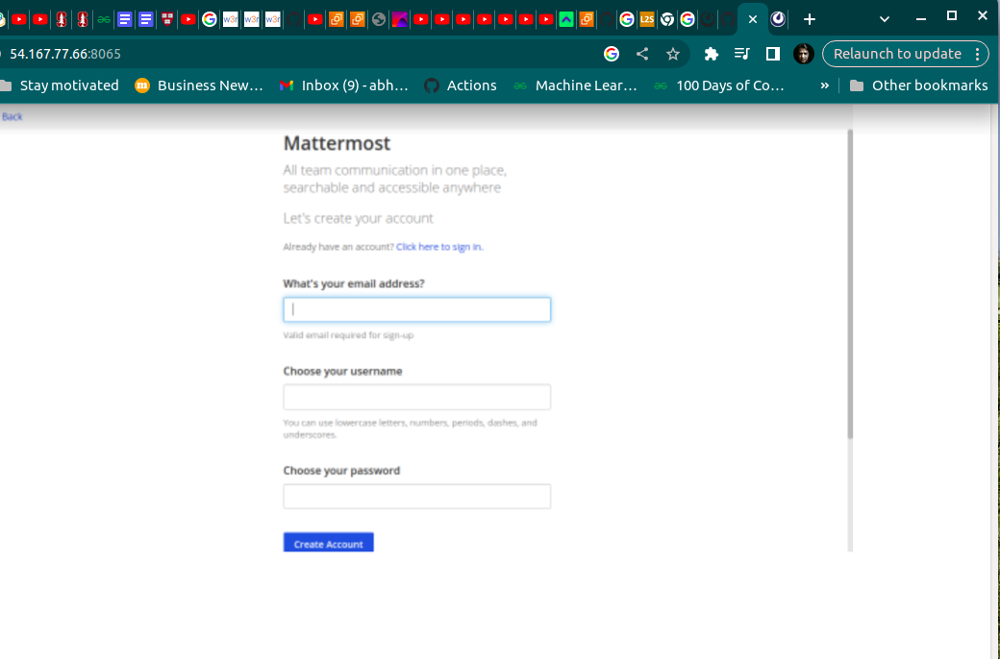 w3r w3r w3r L2S
54.167.77.66:8065
Relaunch to update
Stay motivated
Business New...
Inbox (9) - abh...
Actions
Machine Lear...
100 Days of Co...
»
Other bookmarks
Back
Mattermost
All team communication in one place,
searchable and accessible anywhere
Let's create your account
Already have an account? Click here to sign in.
What's your email address?
Valid email required for sign-up
Choose your username
You can use lowercase letters, numbers, periods, dashes, and
underscores.
Choose your password
Create Account